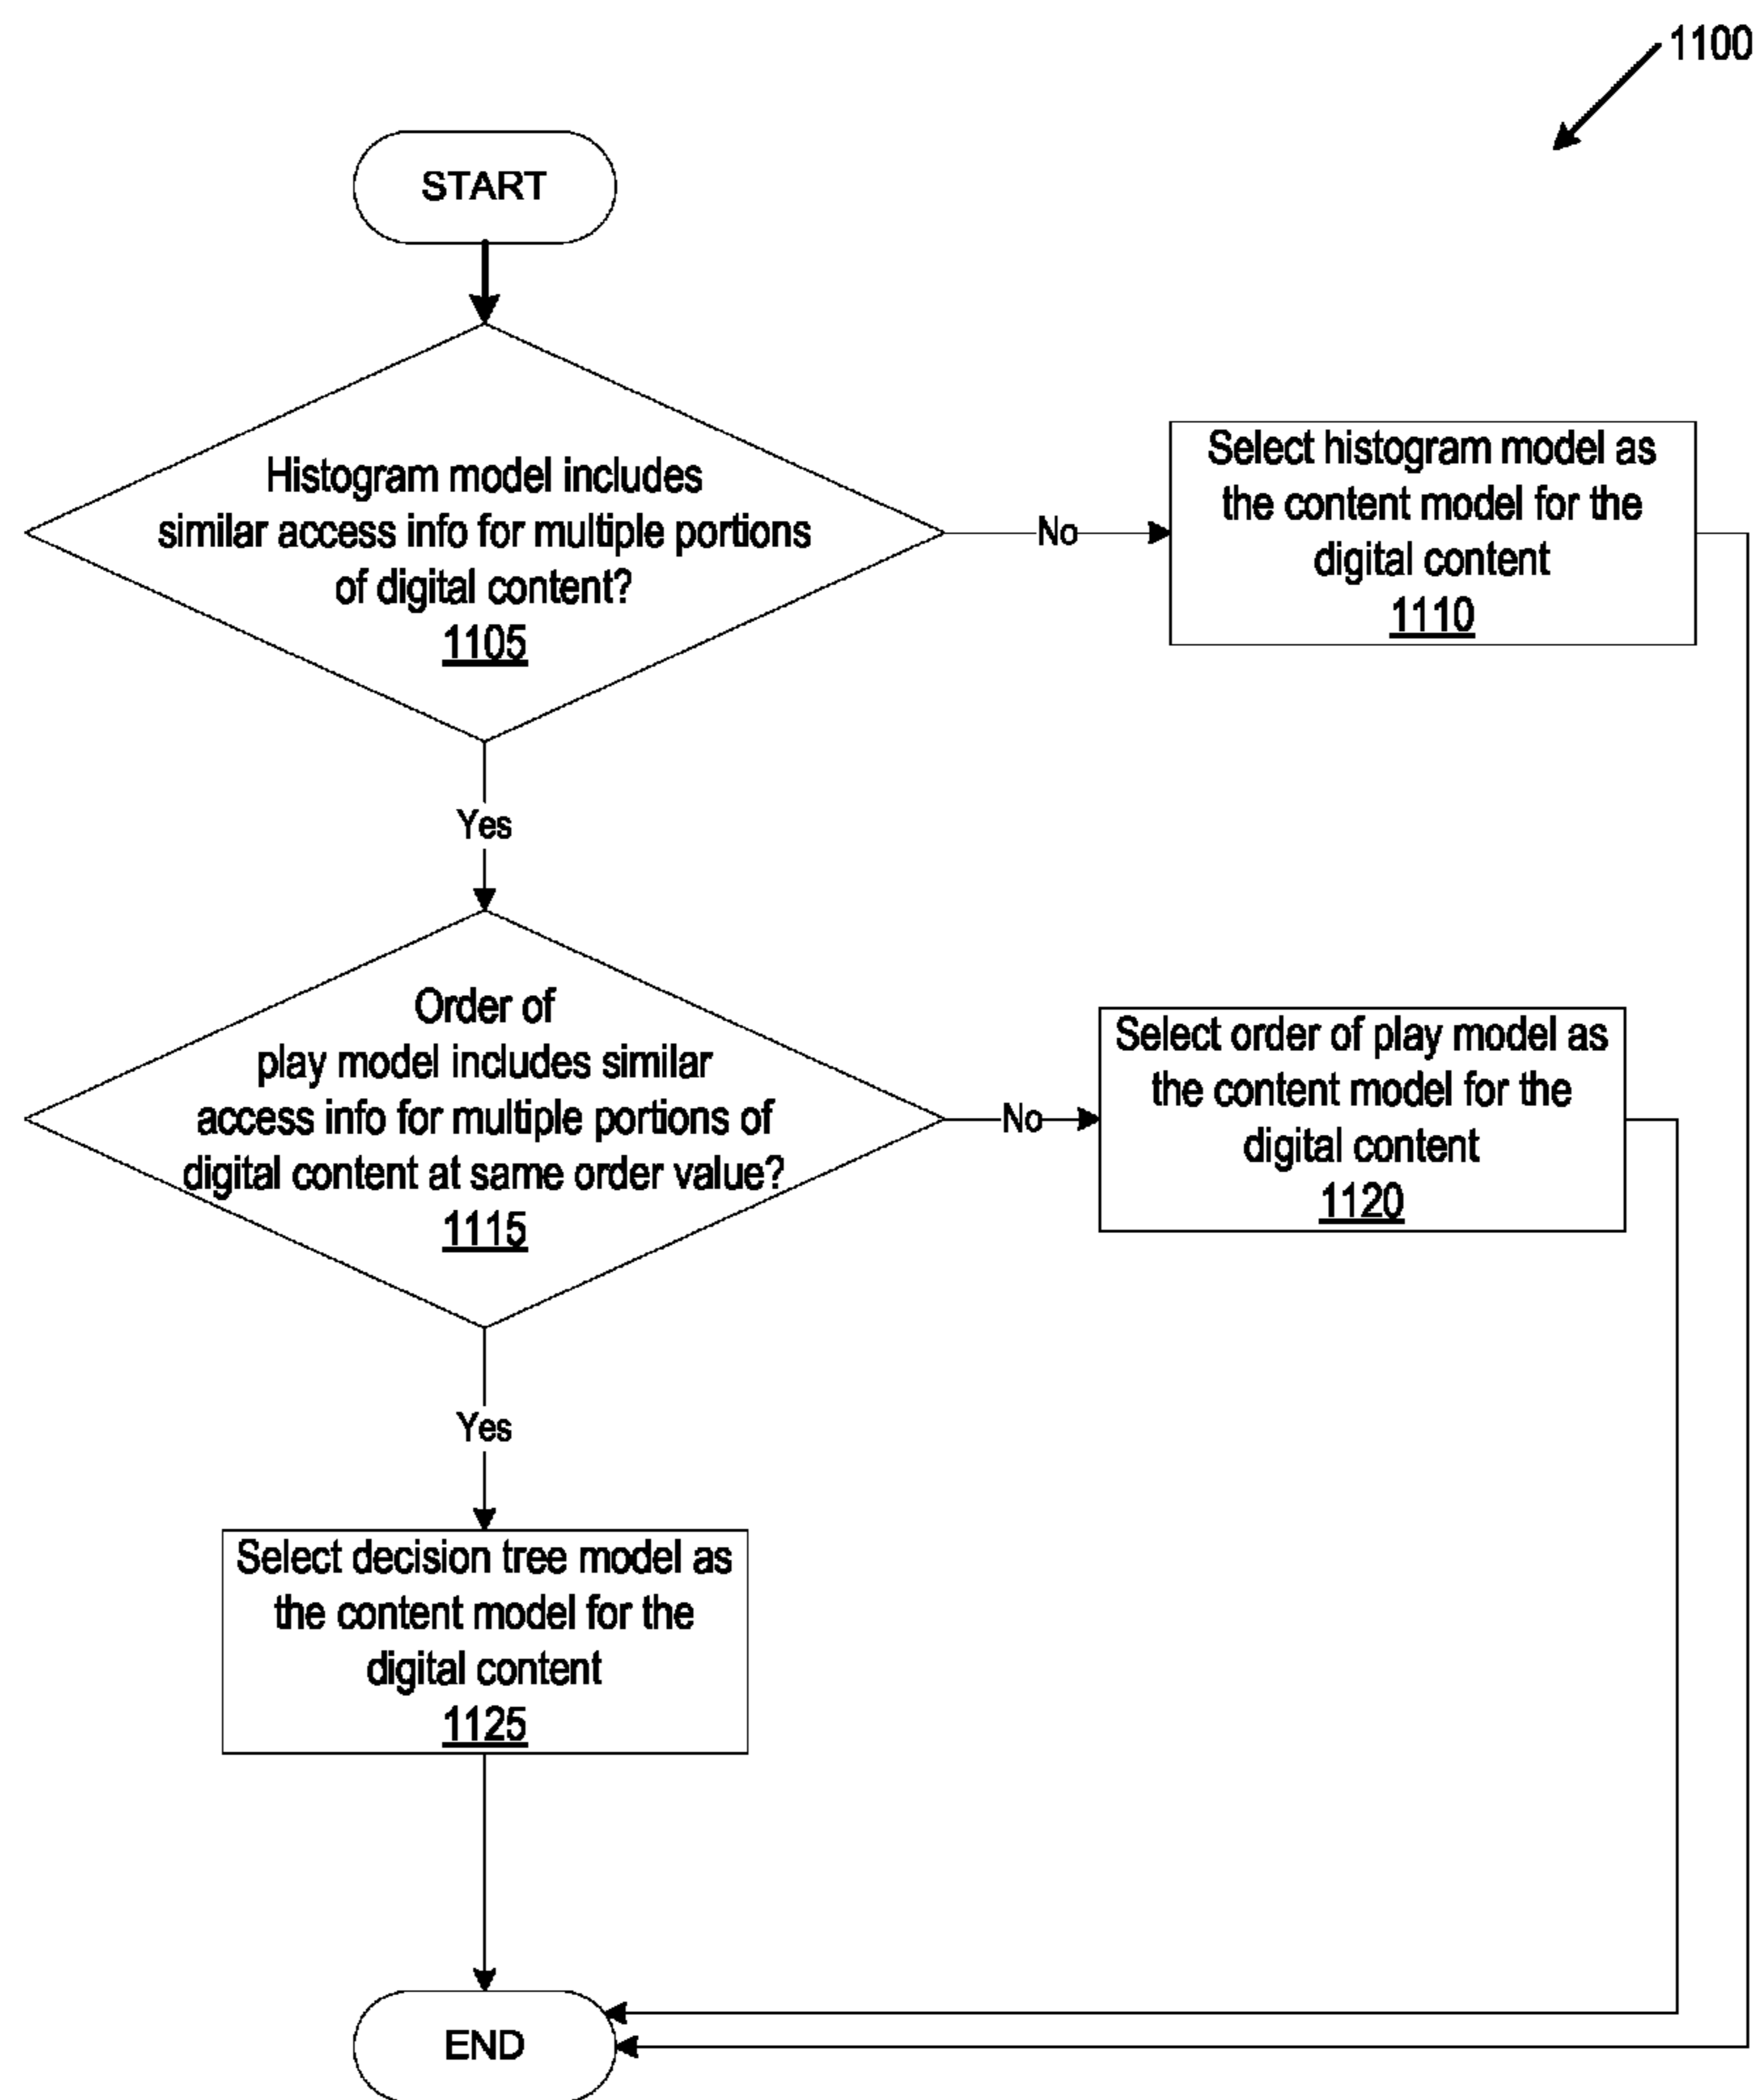 1100
START
Histogram model includes
similar access info for multiple portions
of digital content?
1105
No
Select histogram model as
the content model for the
digital content
1110
Yes
Order of
play model includes similar
access info for multiple portions of
digital content at same order value?
1115
No
Select order of play model as
the content model for the
digital content
1120
Yes
Select decision tree model as
the content model for the
digital content
1125
END